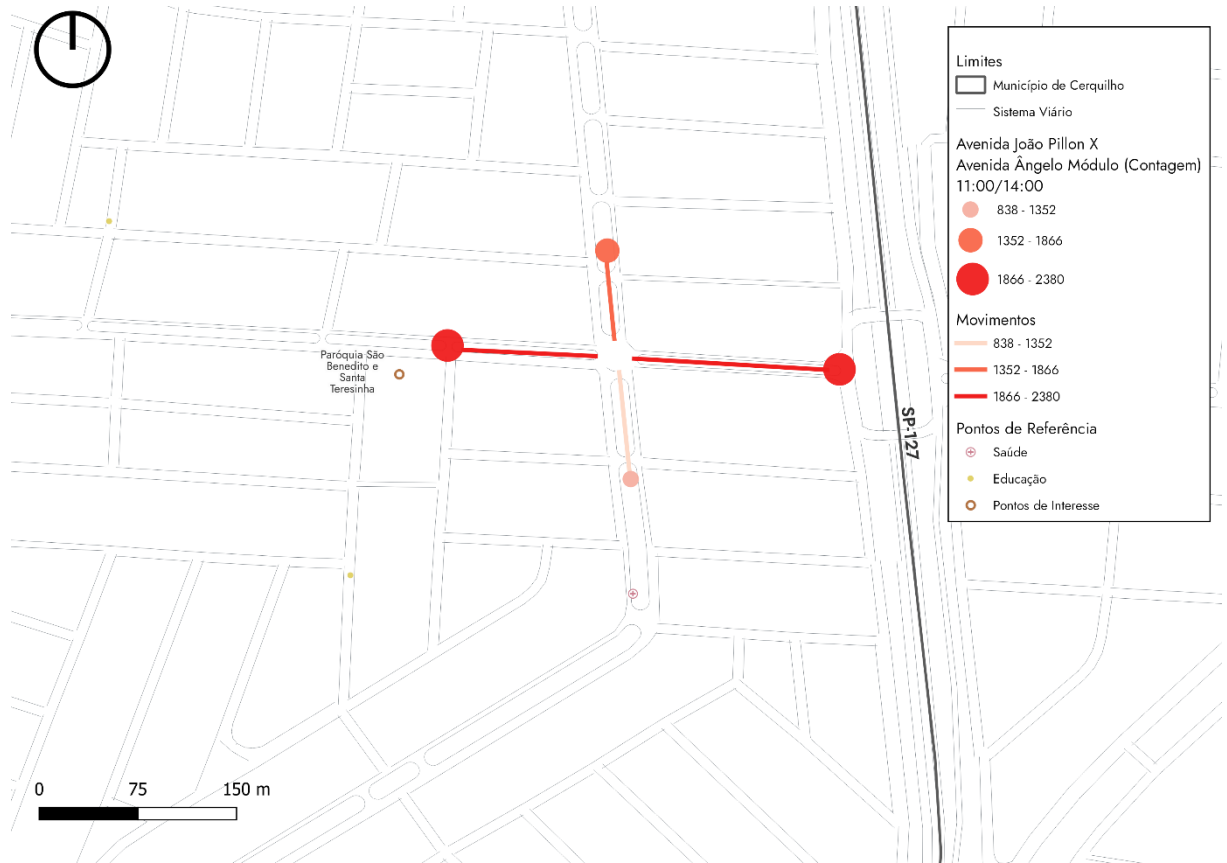 Limites
Município de Cerquilho
Sistema Viário
Avenida João Pillon X
Avenida Ângelo Módulo (Contagem)
11:00/14:00
838 - 1352
1352 - 1866
1866 - 2380
Movimentos
838 - 1352
1352 - 1866
1866 - 2380
Pontos de Referência
Saúde
Educação
Pontos de Interesse
Paróquia São
Benedito e
Santa
Teresinha
SP-127
0 75 150 m